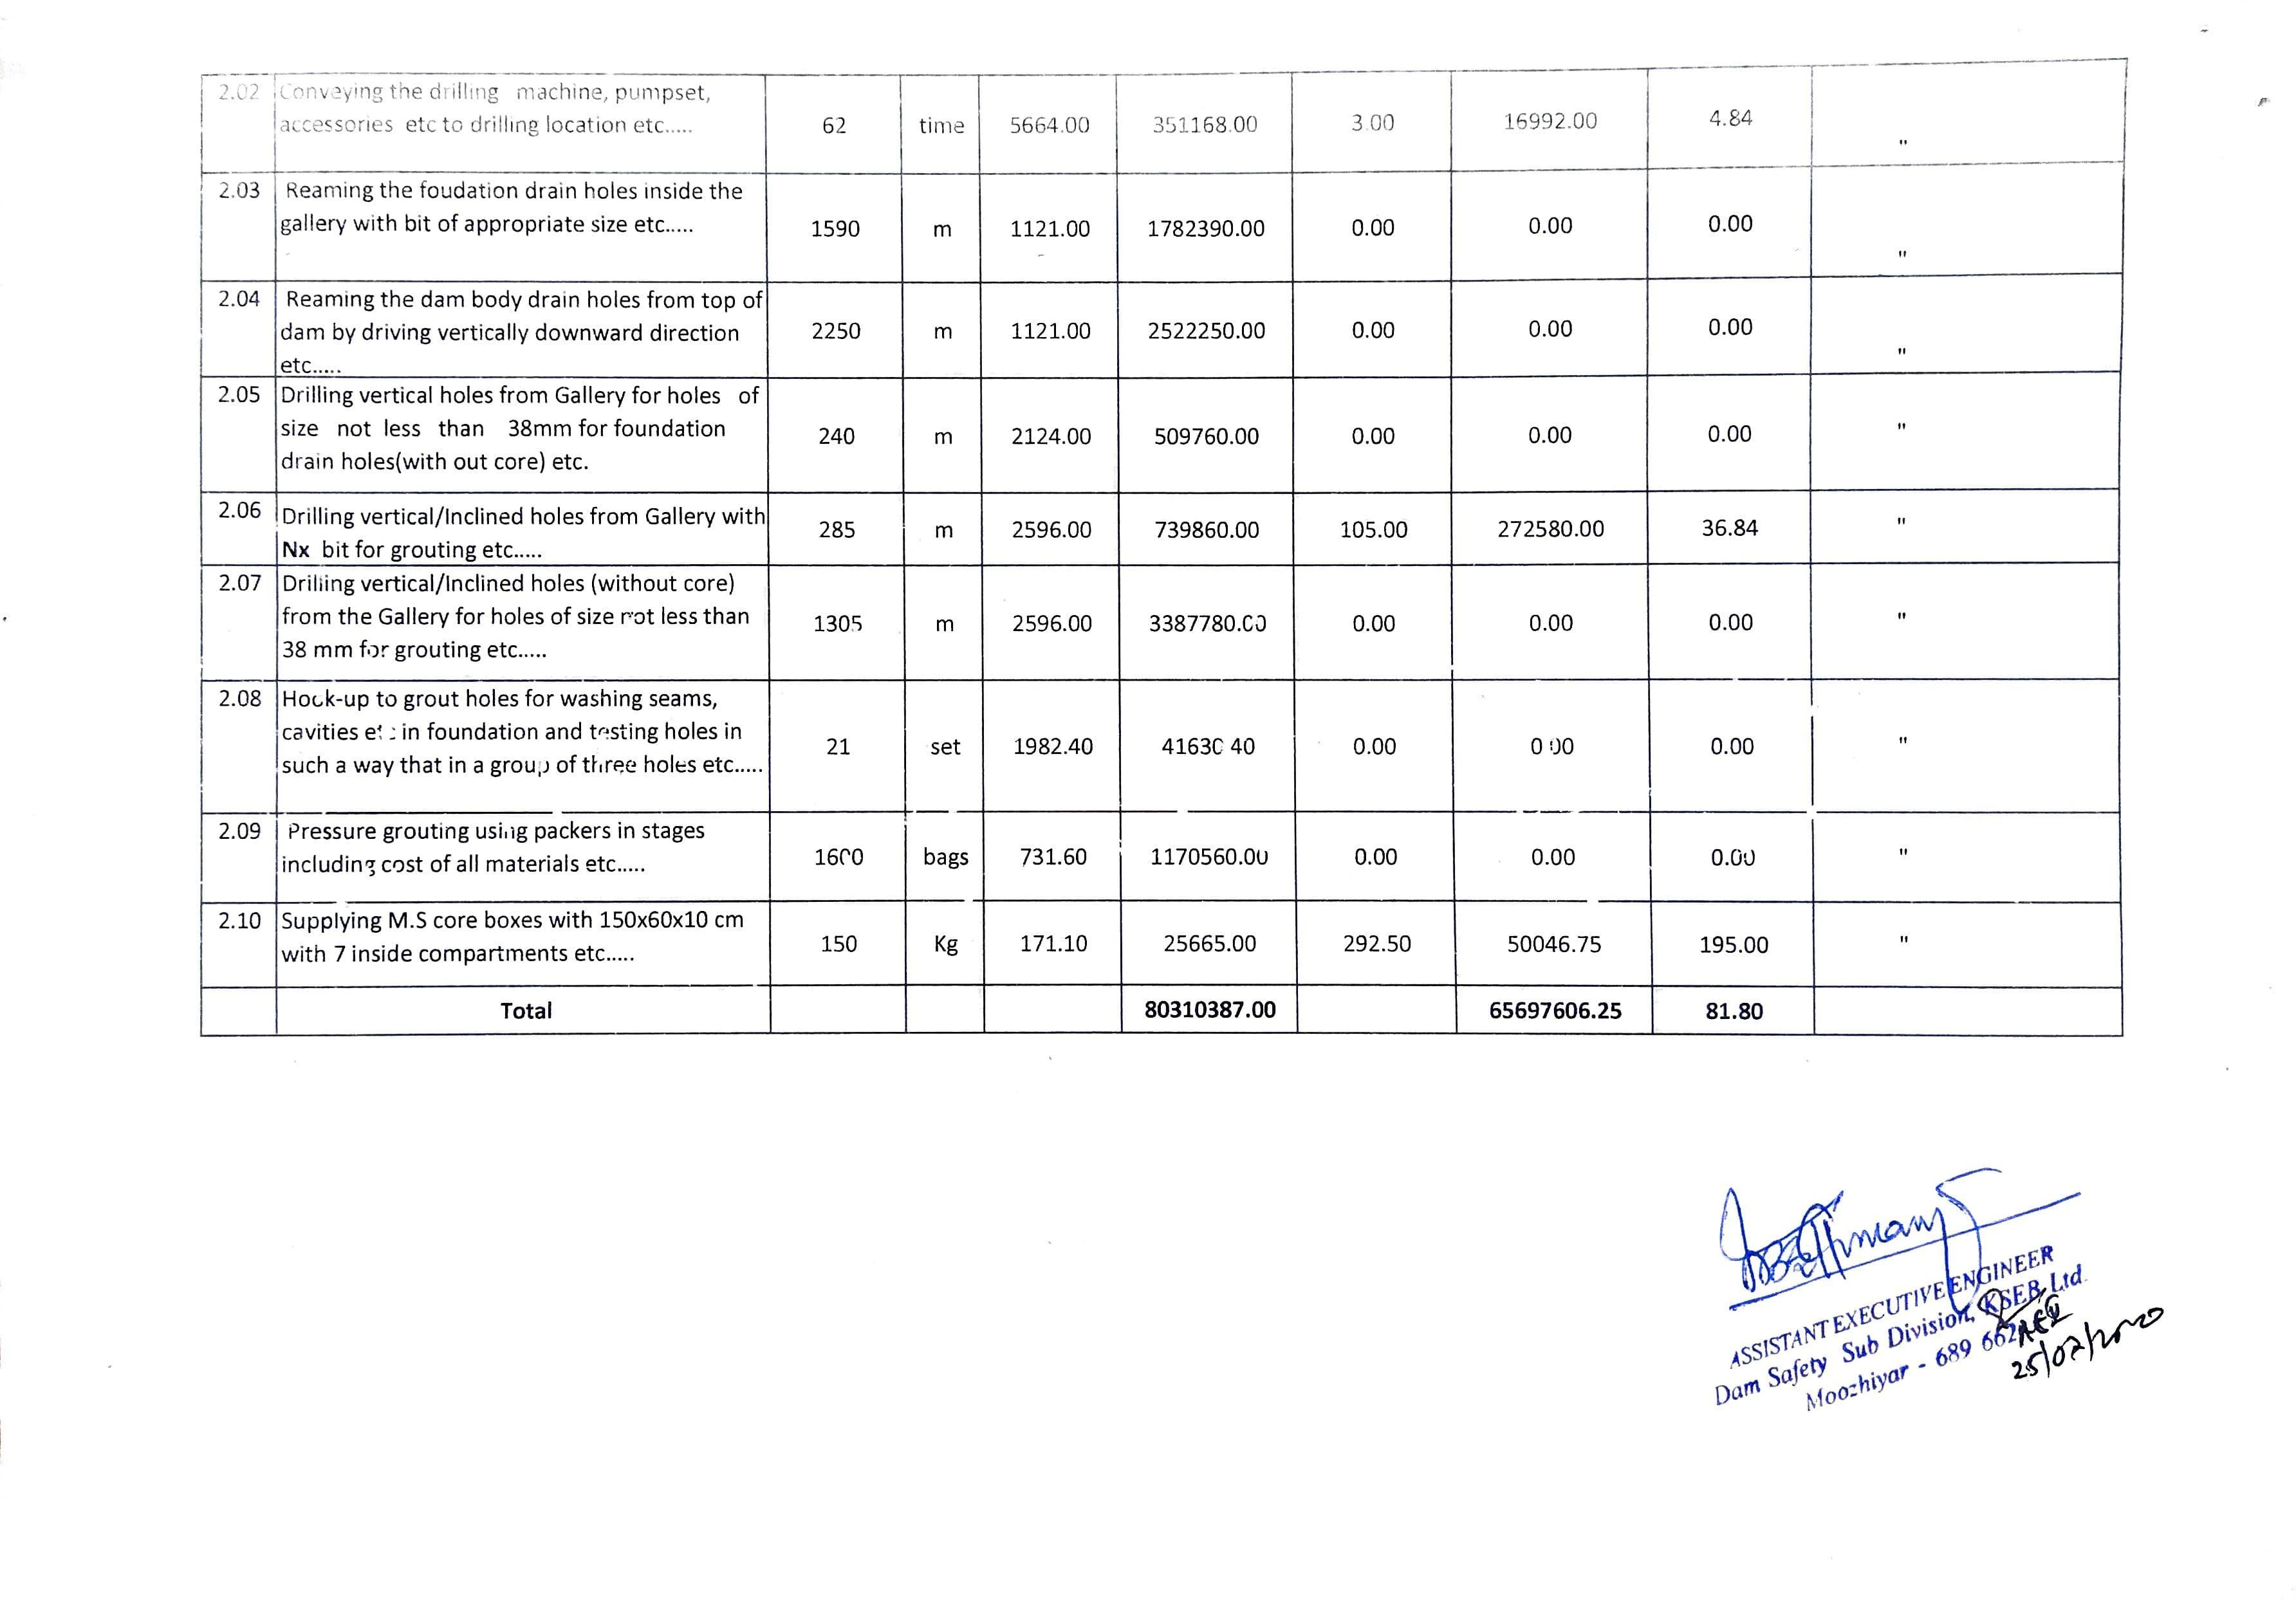 2.02 Conveying the drilling machine, pumpset,
accessories etc to drilling location etc..... 62 time 5664.00 351168.00 3.00 16992.00 4.84 "
2.03 Reaming the foudation drain holes inside the
gallery with bit of appropriate size etc..... 1590 m 1121.00 1782390.00 0.00 0.00 0.00 "
2.04 Reaming the dam body drain holes from top of
dam by driving vertically downward direction 2250 m 1121.00 2522250.00 0.00 0.00 0.00 "
etc.....
2.05 Drilling vertical holes from Gallery for holes of
size not less than 38mm for foundation 240 m 2124.00 509760.00 0.00 0.00 0.00 "
drain holes(with out core) etc.
2.06 Drilling vertical/Inclined holes from Gallery with 285 m 2596.00 739860.00 105.00 272580.00 36.84 "
Nx bit for grouting etc.....
2.07 Drilling vertical/Inclined holes (without core)
from the Gallery for holes of size not less than 1305 m 2596.00 3387780.00 0.00 0.00 0.00 "
38 mm for grouting etc.....
2.08 Hock-up to grout holes for washing seams,
cavities etc in foundation and testing holes in 21 set 1982.40 41630.40 0.00 0.00 0.00 "
such a way that in a group of three holes etc.....
2.09 Pressure grouting using packers in stages
including cost of all materials etc..... 1600 bags 731.60 1170560.00 0.00 0.00 0.00 "
2.10 Supplying M.S core boxes with 150x60x10 cm
with 7 inside compartments etc..... 150 Kg 171.10 25665.00 292.50 50046.75 195.00 "
Total 80310387.00 65697606.25 81.80
ASSISTANT EXECUTIVE ENGINEER
Dam Safety Sub Division, KSEB Ltd.
Moozhiyar - 689 662
25/07/2020